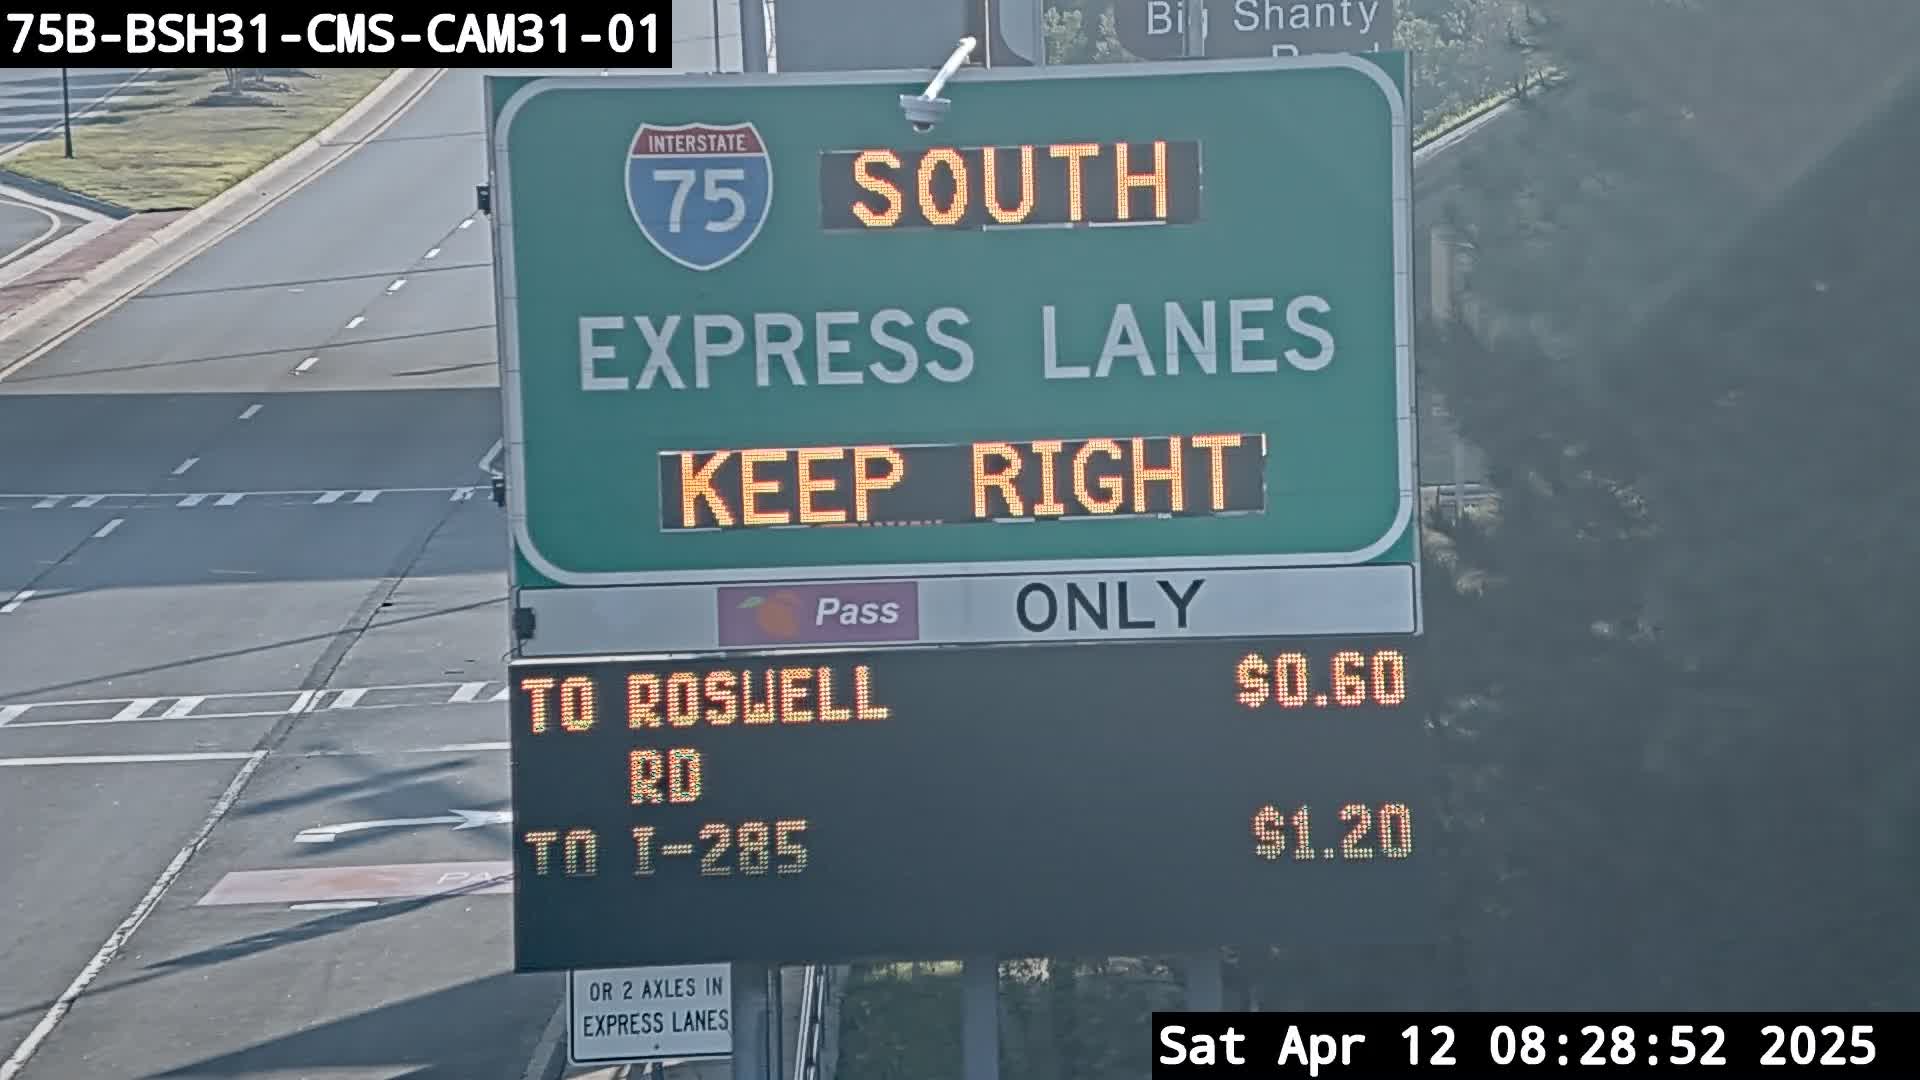 75B-BSH31-CMS-CAM31-01
Big Shanty
Road
INTERSTATE
75
SOUTH
EXPRESS LANES
KEEP RIGHT
Pass ONLY
TO ROSWELL $0.60
RD
TO I-285 $1.20
OR 2 AXLES IN
EXPRESS LANES
Sat Apr 12 08:28:52 2025